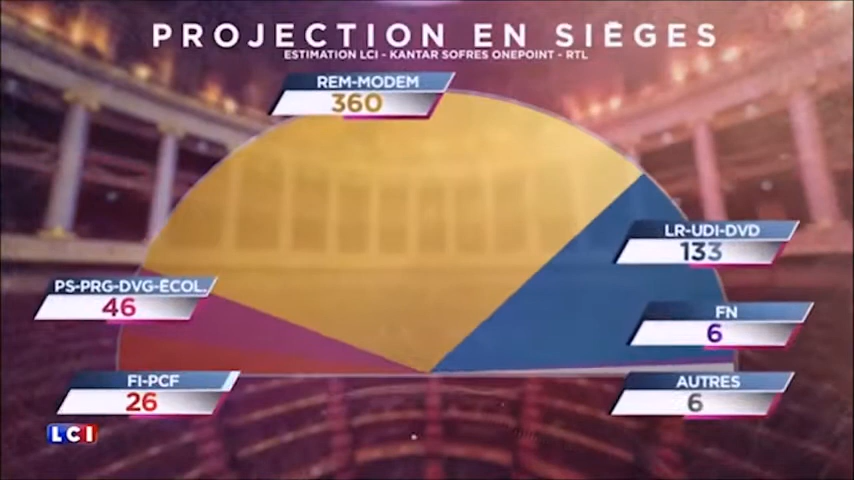 PROJECTION EN SIÈGES
ESTIMATION LCI - KANTAR SOFRES ONEPOINT - RTL
REM-MODEM
360
LR-UDI-DVD
133
PS-PRG-DVG-ÉCOL.
46
FN
6
FI-PCF
26
AUTRES
6
LCI